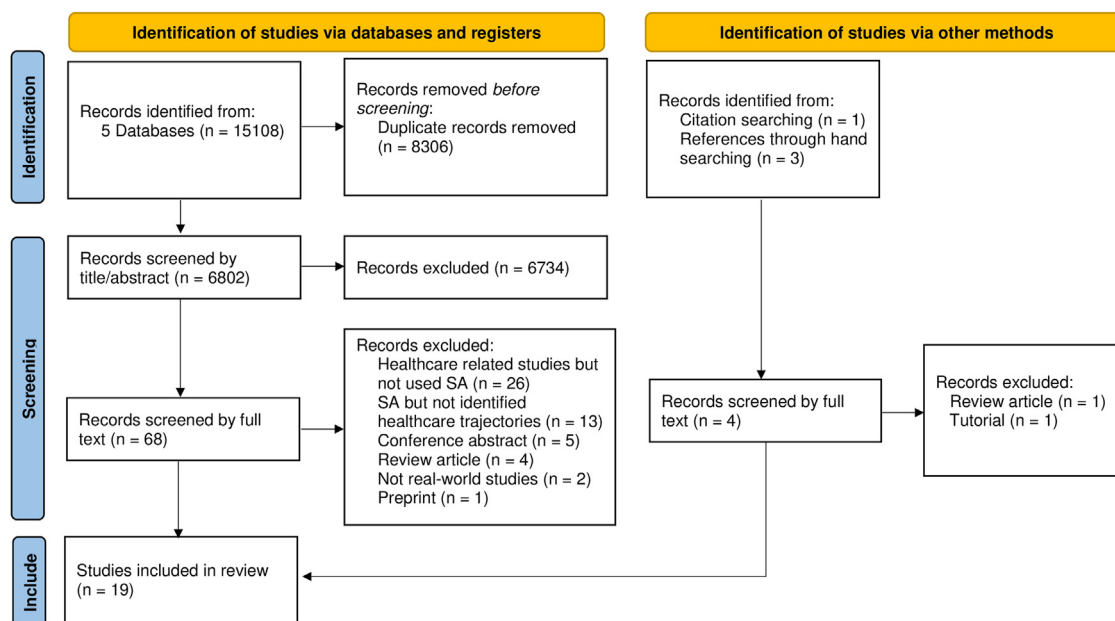 Identification of studies via databases and registers
Identification of studies via other methods
Identification
Records identified from:
5 Databases (n = 15108)
Records removed before
screening:
Duplicate records removed
(n = 8306)
Records identified from:
Citation searching (n = 1)
References through hand
searching (n = 3)
Screening
Records screened by
title/abstract (n = 6802)
Records excluded (n = 6734)
Records screened by full
text (n = 68)
Records excluded:
Healthcare related studies but
not used SA (n = 26)
SA but not identified
healthcare trajectories (n = 13)
Conference abstract (n = 5)
Review article (n = 4)
Not real-world studies (n = 2)
Preprint (n = 1)
Records screened by full
text (n = 4)
Records excluded:
Review article (n = 1)
Tutorial (n = 1)
Include
Studies included in review
(n = 19)